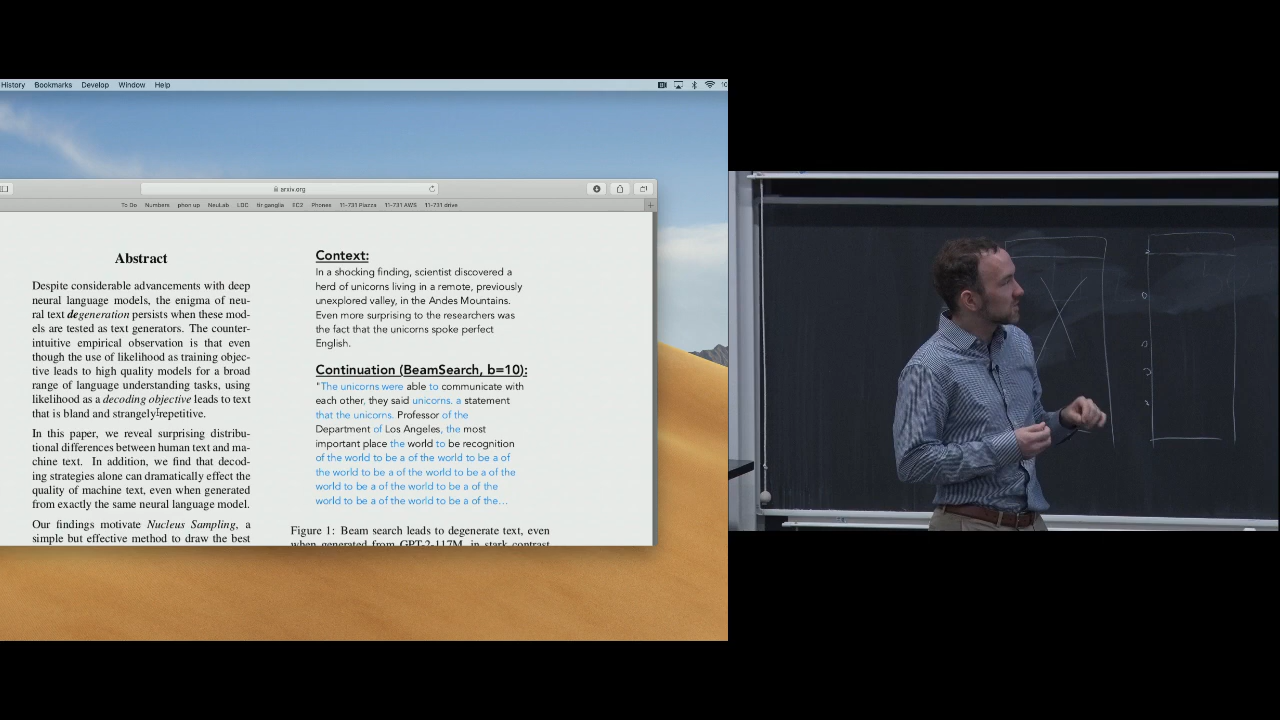 History Bookmarks Develop Window Help
arxiv.org
To Do Numbers phon up NeuLab LDC tir ganglia EC2 Phones 11-731 Piazza 11-731 AWS 11-731 drive
Abstract
Despite considerable advancements with deep
neural language models, the enigma of neu-
ral text degeneration persists when these mod-
els are tested as text generators. The counter-
intuitive empirical observation is that even
though the use of likelihood as training objec-
tive leads to high quality models for a broad
range of language understanding tasks, using
likelihood as a decoding objective leads to text
that is bland and strangely repetitive.
In this paper, we reveal surprising distribu-
tional differences between human text and ma-
chine text. In addition, we find that decod-
ing strategies alone can dramatically effect the
quality of machine text, even when generated
from exactly the same neural language model.
Our findings motivate Nucleus Sampling, a
simple but effective method to draw the best
Context:
In a shocking finding, scientist discovered a
herd of unicorns living in a remote, previously
unexplored valley, in the Andes Mountains.
Even more surprising to the researchers was
the fact that the unicorns spoke perfect
English.
Continuation (BeamSearch, b=10):
"The unicorns were able to communicate with
each other, they said unicorns. a statement
that the unicorns. Professor of the
Department of Los Angeles, the most
important place the world to be recognition
of the world to be a of the world to be a of
the world to be a of the world to be a of the
world to be a of the world to be a of the
world to be a of the world to be a of the...
Figure 1: Beam search leads to degenerate text, even
when generated from GPT-2-117M, in stark contrast